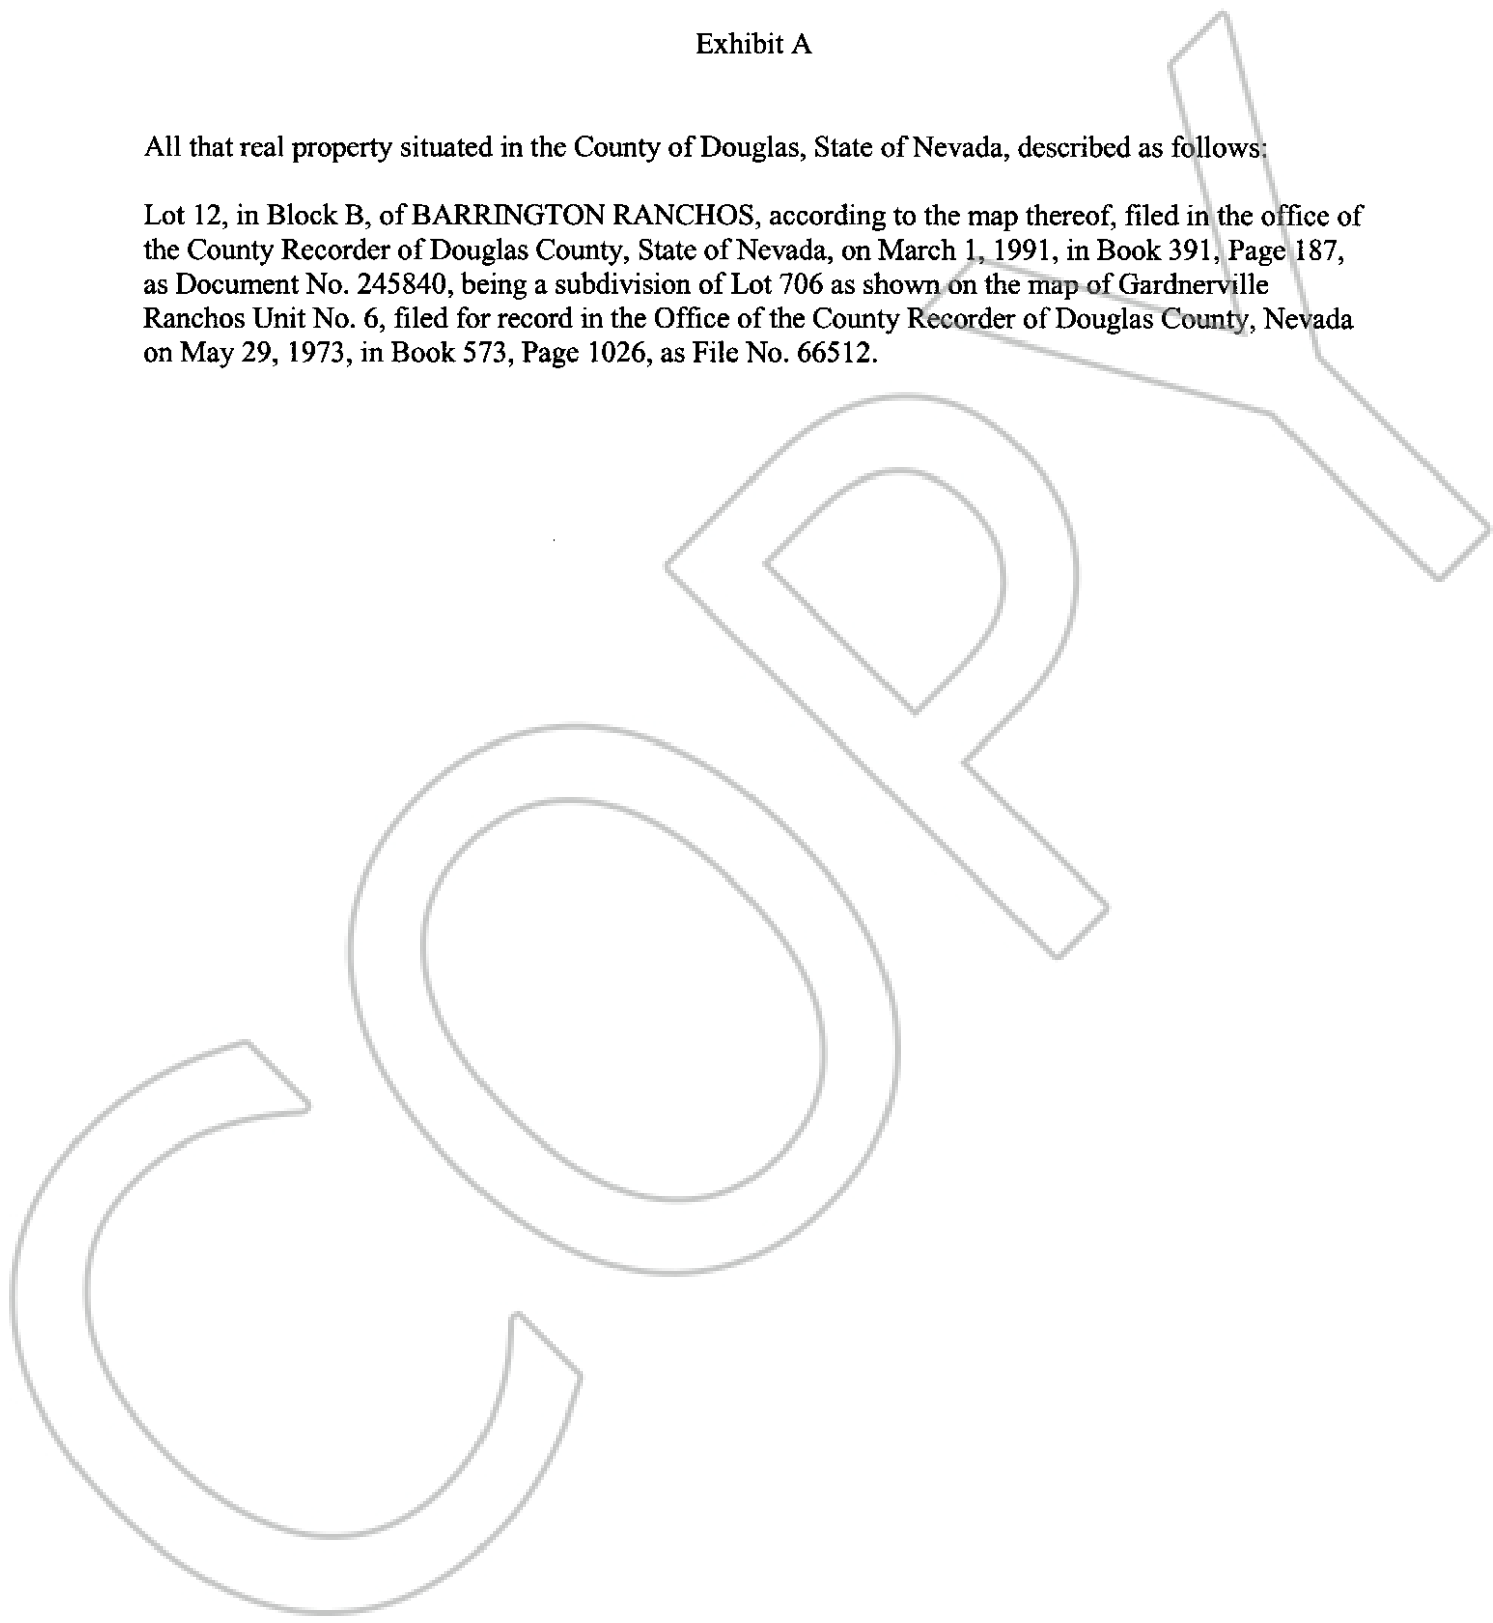 Exhibit A
All that real property situated in the County of Douglas, State of Nevada, described as follows:
Lot 12, in Block B, of BARRINGTON RANCHOS, according to the map thereof, filed in the office of
the County Recorder of Douglas County, State of Nevada, on March 1, 1991, in Book 391, Page 187,
as Document No. 245840, being a subdivision of Lot 706 as shown on the map of Gardnerville
Ranchos Unit No. 6, filed for record in the Office of the County Recorder of Douglas County, Nevada
on May 29, 1973, in Book 573, Page 1026, as File No. 66512.
COPY